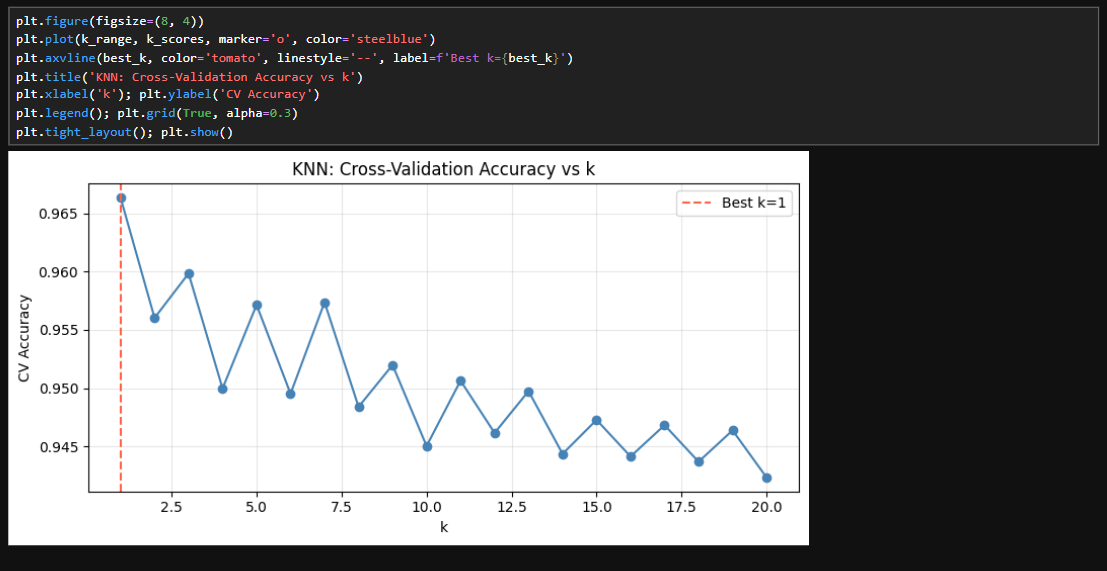 plt.figure(figsize=(8, 4))
plt.plot(k_range, k_scores, marker='o', color='steelblue')
plt.axvline(best_k, color='tomato', linestyle='--', label=f'Best k={best_k}')
plt.title('KNN: Cross-Validation Accuracy vs k')
plt.xlabel('k'); plt.ylabel('CV Accuracy')
plt.legend(); plt.grid(True, alpha=0.3)
plt.tight_layout(); plt.show()
KNN: Cross-Validation Accuracy vs k
Best k=1
0.965
0.960
0.955
0.950
0.945
CV Accuracy
2.5 5.0 7.5 10.0 12.5 15.0 17.5 20.0
k